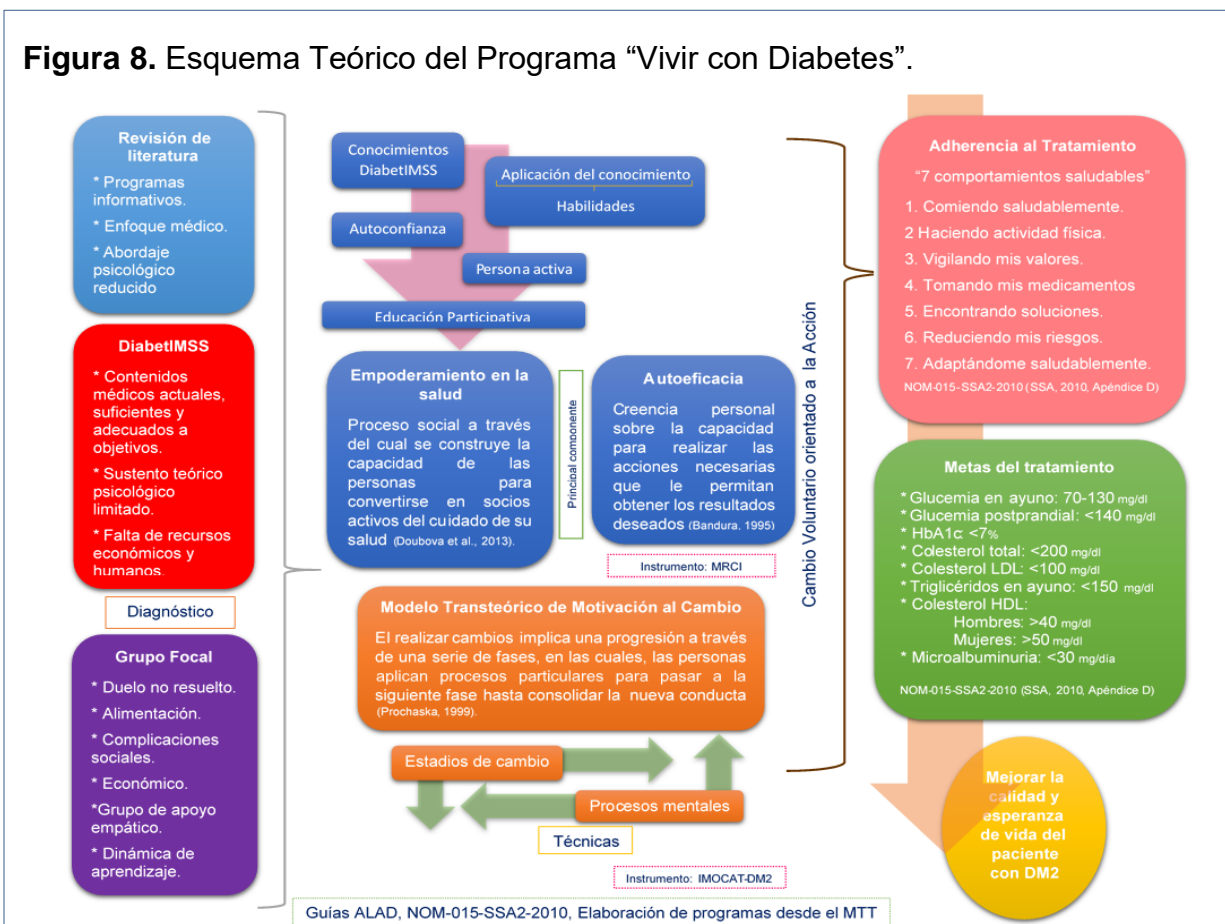 Figura 8. Esquema Teórico del Programa “Vivir con Diabetes”.
Revisión de
literatura
* Programas
informativos.
* Enfoque médico.
* Abordaje
psicológico
reducido
DiabetIMSS
* Contenidos
médicos actuales,
suficientes y
adecuados a
objetivos.
* Sustento teórico
psicológico
limitado.
* Falta de recursos
económicos y
humanos.
Diagnóstico
Grupo Focal
* Duelo no resuelto.
* Alimentación.
* Complicaciones
sociales.
* Económico.
*Grupo de apoyo
empático.
* Dinámica de
aprendizaje.
Conocimientos
DiabetIMSS
Aplicación del conocimiento
Habilidades
Autoconfianza
Persona activa
Educación Participativa
Empoderamiento en la
salud
Proceso social a través
del cual se construye la
capacidad de las
personas para
convertirse en socios
activos del cuidado de su
salud (Doubova et al., 2013).
Principal componente
Autoeficacia
Creencia personal
sobre la capacidad
para realizar las
acciones necesarias
que le permitan
obtener los resultados
deseados (Bandura, 1995)
Instrumento: MRCI
Modelo Transteórico de Motivación al Cambio
El realizar cambios implica una progresión a través
de una serie de fases, en las cuales, las personas
aplican procesos particulares para pasar a la
siguiente fase hasta consolidar la nueva conducta
(Prochaska, 1999).
Estadios de cambio
Procesos mentales
Técnicas
Instrumento: IMOCAT-DM2
Guías ALAD, NOM-015-SSA2-2010, Elaboración de programas desde el MTT
Cambio Voluntario orientado a la Acción
Adherencia al Tratamiento
“7 comportamientos saludables”
1. Comiendo saludablemente.
2 Haciendo actividad física.
3. Vigilando mis valores.
4. Tomando mis medicamentos
5. Encontrando soluciones.
6. Reduciendo mis riesgos.
7. Adaptándome saludablemente.
NOM-015-SSA2-2010 (SSA, 2010, Apéndice D)
Metas del tratamiento
* Glucemia en ayuno: 70-130 mg/dl
* Glucemia postprandial: <140 mg/dl
* HbA1c: <7%
* Colesterol total: <200 mg/dl
* Colesterol LDL: <100 mg/dl
* Triglicéridos en ayuno: <150 mg/dl
* Colesterol HDL:
Hombres: >40 mg/dl
Mujeres: >50 mg/dl
* Microalbuminuria: <30 mg/día
NOM-015-SSA2-2010 (SSA, 2010, Apéndice D)
Mejorar la
calidad y
esperanza
de vida del
paciente
con DM2